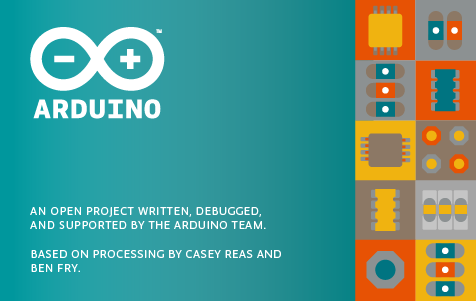 TM
ARDUINO
AN OPEN PROJECT WRITTEN, DEBUGGED,
AND SUPPORTED BY THE ARDUINO TEAM.
BASED ON PROCESSING BY CASEY REAS AND
BEN FRY.